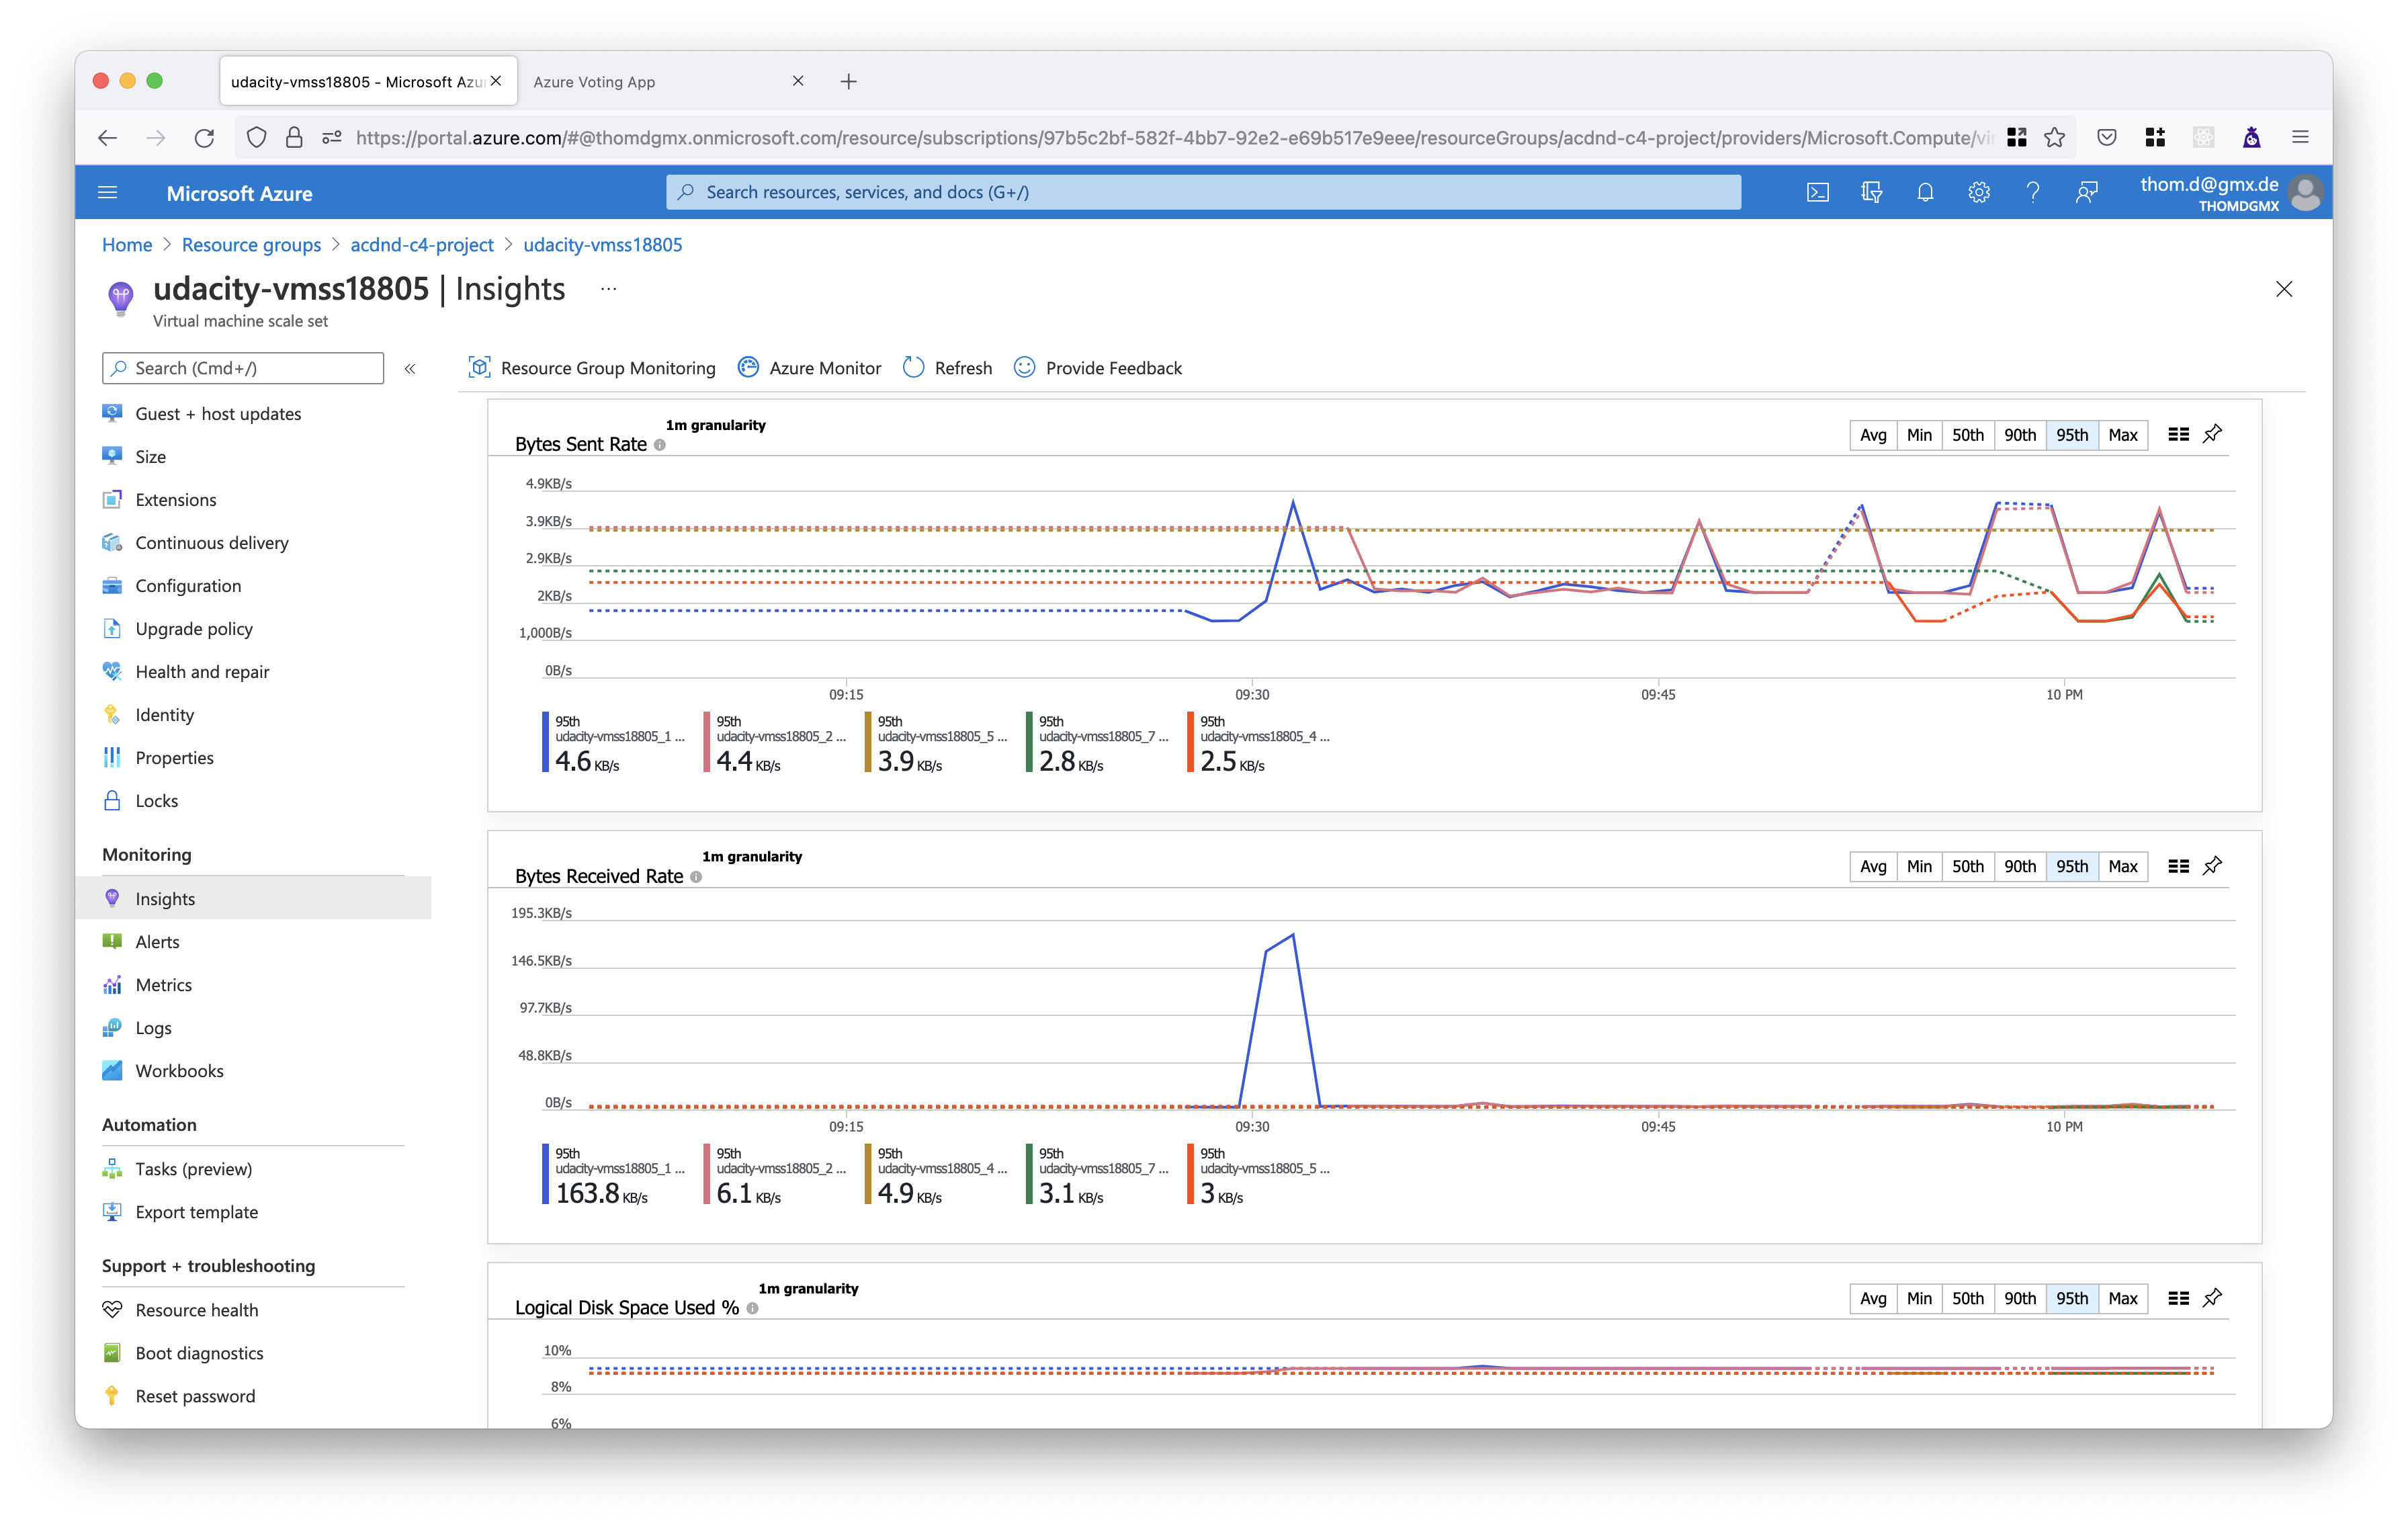 udacity-vmss18805 - Microsoft Azur
Azure Voting App
https://portal.azure.com/#@thomdgmx.onmicrosoft.com/resource/subscriptions/97b5c2bf-582f-4bb7-92e2-e69b517e9eee/resourceGroups/acdnd-c4-project/providers/Microsoft.Compute/vir
Microsoft Azure
Search resources, services, and docs (G+/)
thom.d@gmx.de
THOMDGMX
Home > Resource groups > acdnd-c4-project > udacity-vmss18805
udacity-vmss18805 | Insights ...
Virtual machine scale set
Search (Cmd+/) «
Guest + host updates
Size
Extensions
Continuous delivery
Configuration
Upgrade policy
Health and repair
Identity
Properties
Locks
Monitoring
Insights
Alerts
Metrics
Logs
Workbooks
Automation
Tasks (preview)
Export template
Support + troubleshooting
Resource health
Boot diagnostics
Reset password
Resource Group Monitoring Azure Monitor Refresh Provide Feedback
1m granularity
Bytes Sent Rate
Avg Min 50th 90th 95th Max
4.9KB/s
3.9KB/s
2.9KB/s
2KB/s
1,000B/s
0B/s
09:15 09:30 09:45 10 PM
95th 95th 95th 95th 95th
udacity-vmss18805_1 ... udacity-vmss18805_2 ... udacity-vmss18805_5 ... udacity-vmss18805_7 ... udacity-vmss18805_4 ...
4.6 KB/s 4.4 KB/s 3.9 KB/s 2.8 KB/s 2.5 KB/s
1m granularity
Bytes Received Rate
Avg Min 50th 90th 95th Max
195.3KB/s
146.5KB/s
97.7KB/s
48.8KB/s
0B/s
09:15 09:30 09:45 10 PM
95th 95th 95th 95th 95th
udacity-vmss18805_1 ... udacity-vmss18805_2 ... udacity-vmss18805_4 ... udacity-vmss18805_7 ... udacity-vmss18805_5 ...
163.8 KB/s 6.1 KB/s 4.9 KB/s 3.1 KB/s 3 KB/s
1m granularity
Logical Disk Space Used %
Avg Min 50th 90th 95th Max
10%
8%
6%